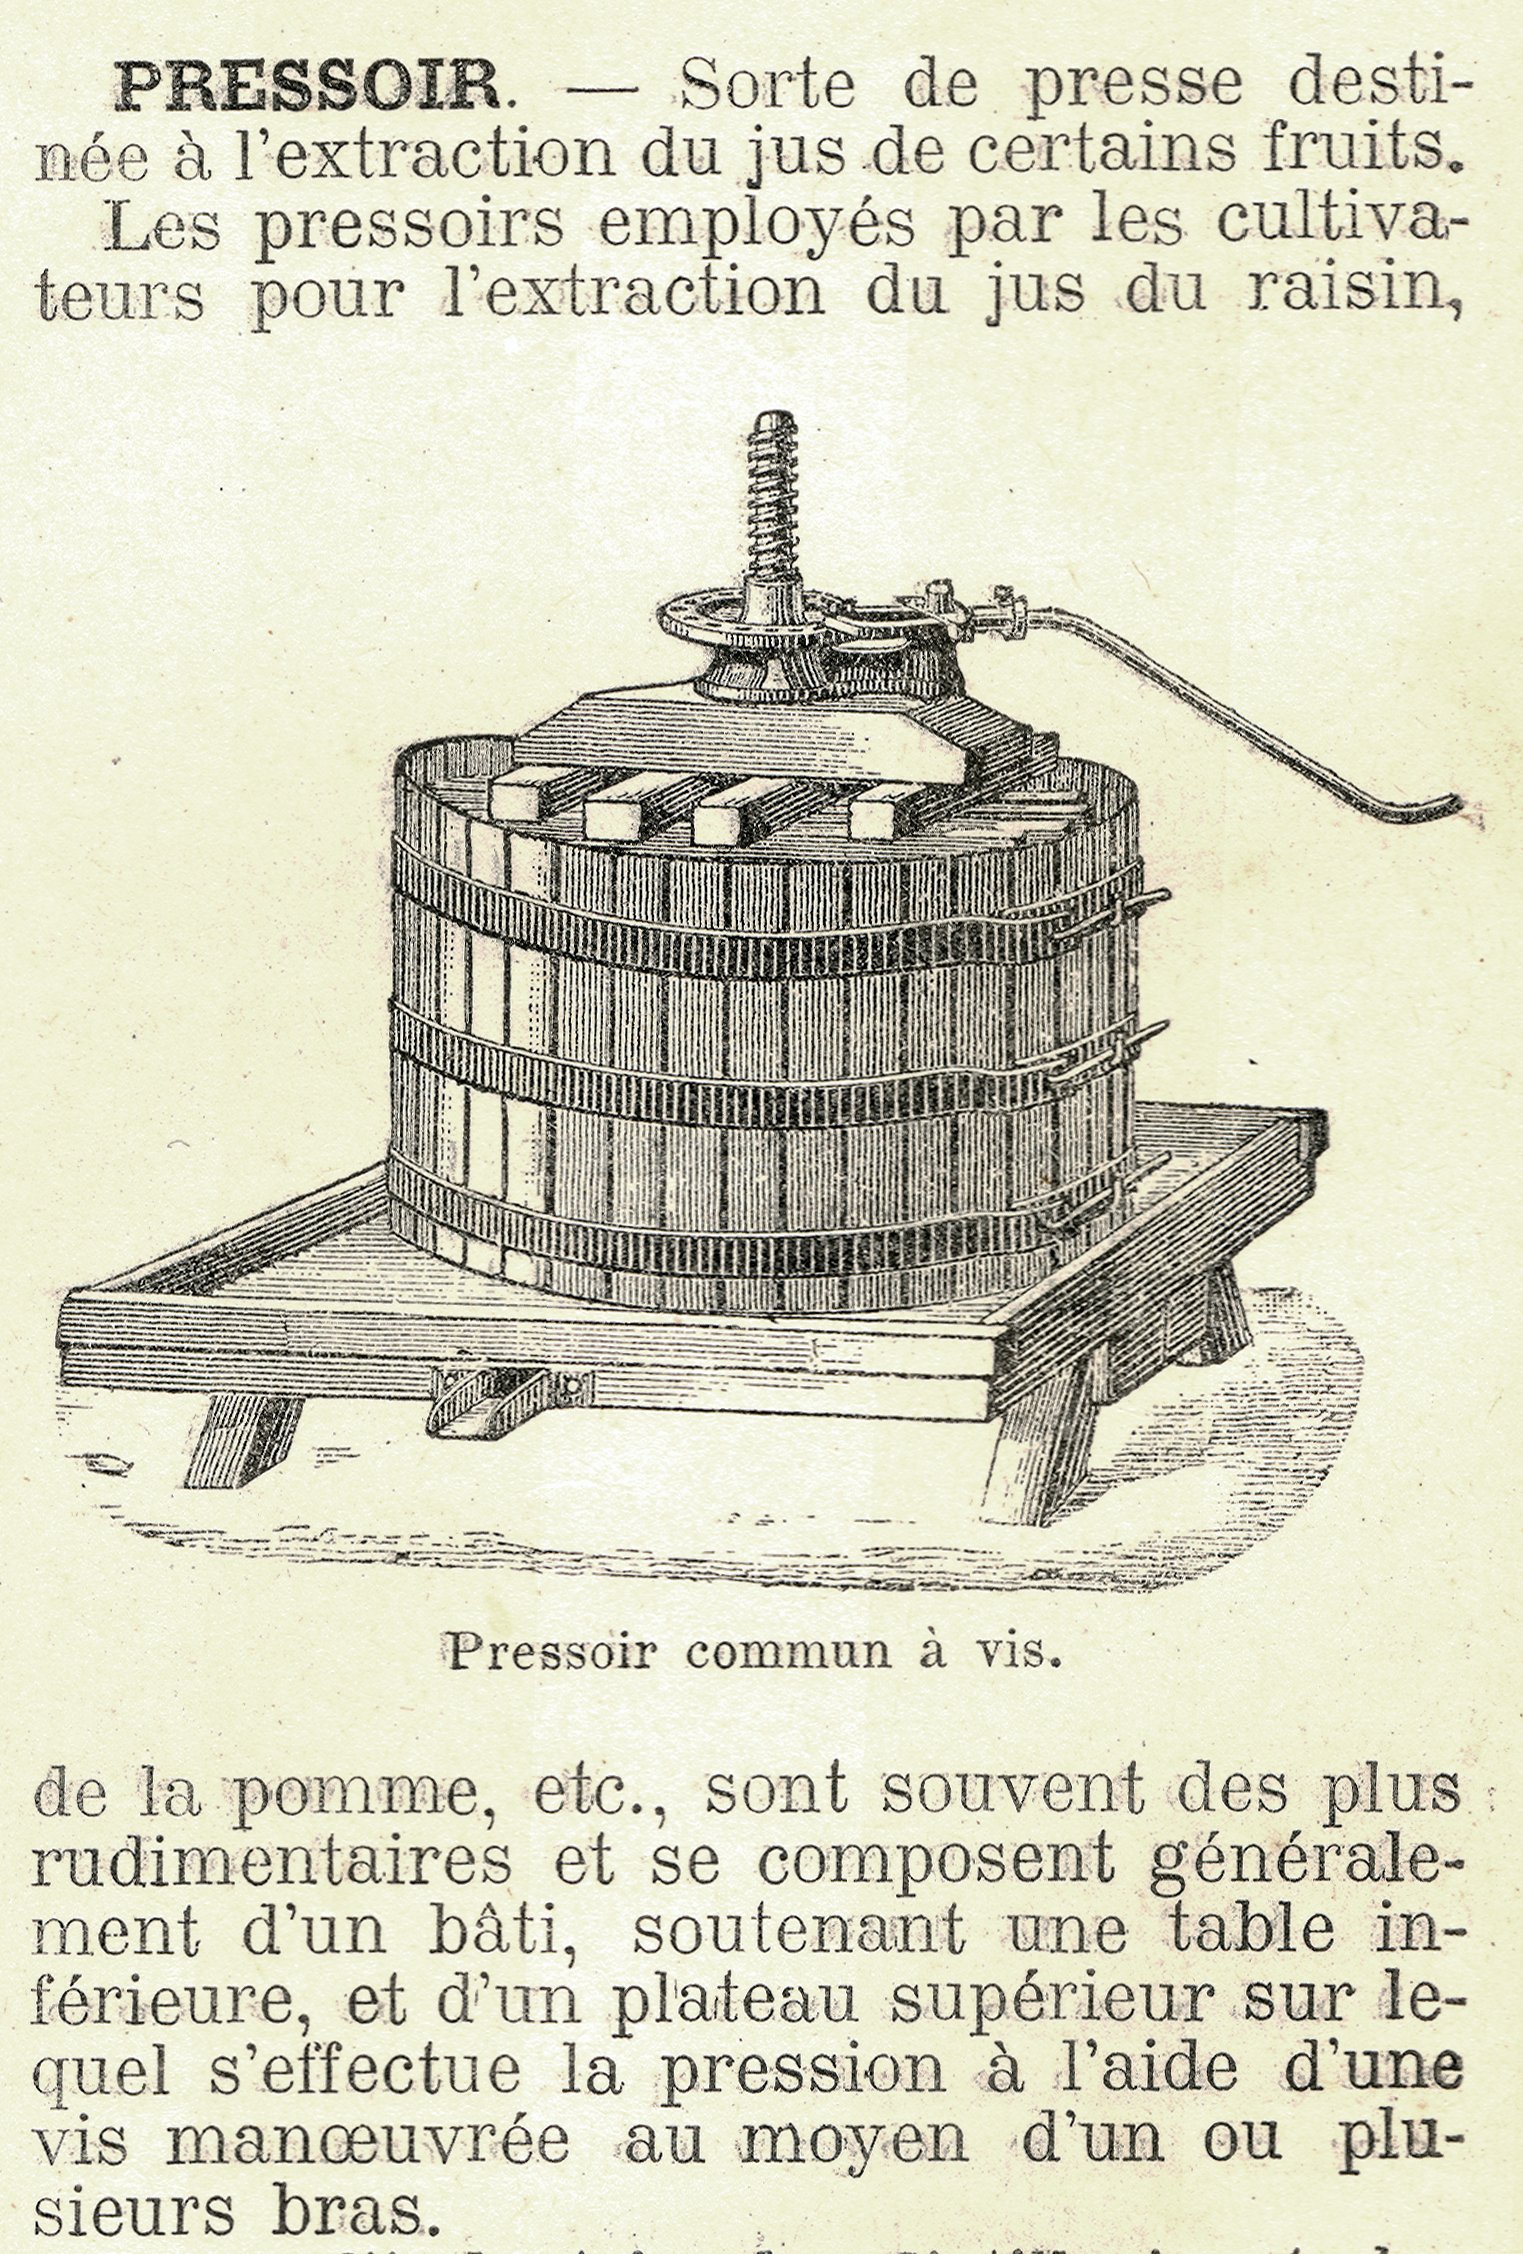 PRESSOIR. — Sorte de presse desti-
née à l'extraction du jus de certains fruits.
Les pressoirs employés par les cultiva-
teurs pour l'extraction du jus du raisin,
Pressoir commun à vis.
de la pomme, etc., sont souvent des plus
rudimentaires et se composent générale-
ment d'un bâti, soutenant une table in-
férieure, et d'un plateau supérieur sur le-
quel s'effectue la pression à l'aide d'une
vis manœuvrée au moyen d'un ou plu-
sieurs bras.